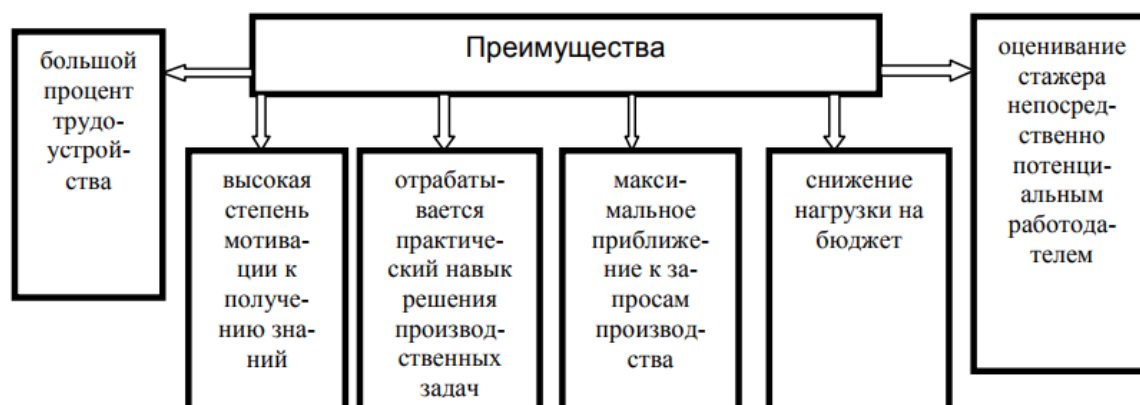 Преимущества
большой
процент
трудо-
устрой-
ства
высокая
степень
мотива-
ции к
получе-
нию зна-
ний
отрабаты-
вается
практиче-
ский навык
решения
производ-
ственных
задач
макси-
мальное
приближе-
ние к за-
просам
производ-
ства
снижение
нагрузки на
бюджет
оценивание
стажера
непосред-
ственно
потенци-
альным
работода-
телем